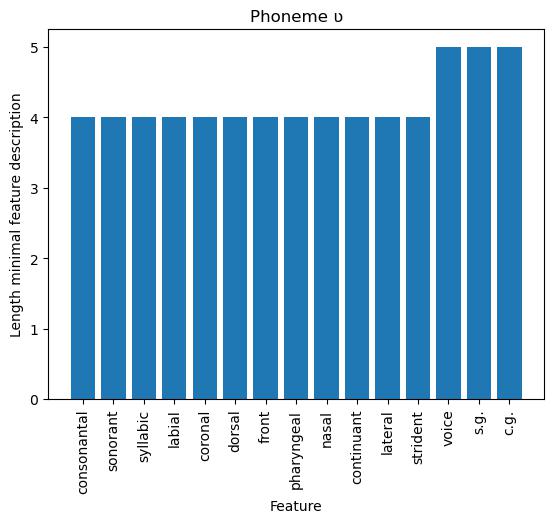 Phoneme ʋ
Length minimal feature description
5
4
3
2
1
0
consonantal
sonorant
syllabic
labial
coronal
dorsal
front
pharyngeal
nasal
continuant
lateral
strident
voice
s.g.
c.g.
Feature